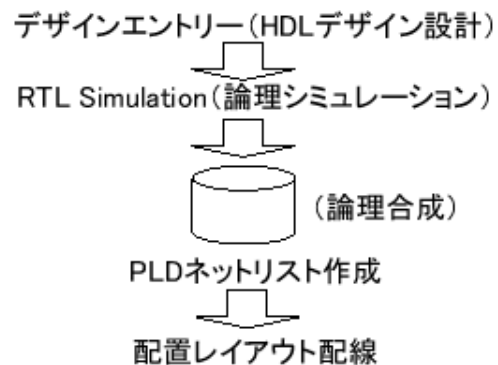 デザインエントリー(HDLデザイン設計)
RTL Simulation(論理シミュレーション)
(論理合成)
PLDネットリスト作成
配置レイアウト配線